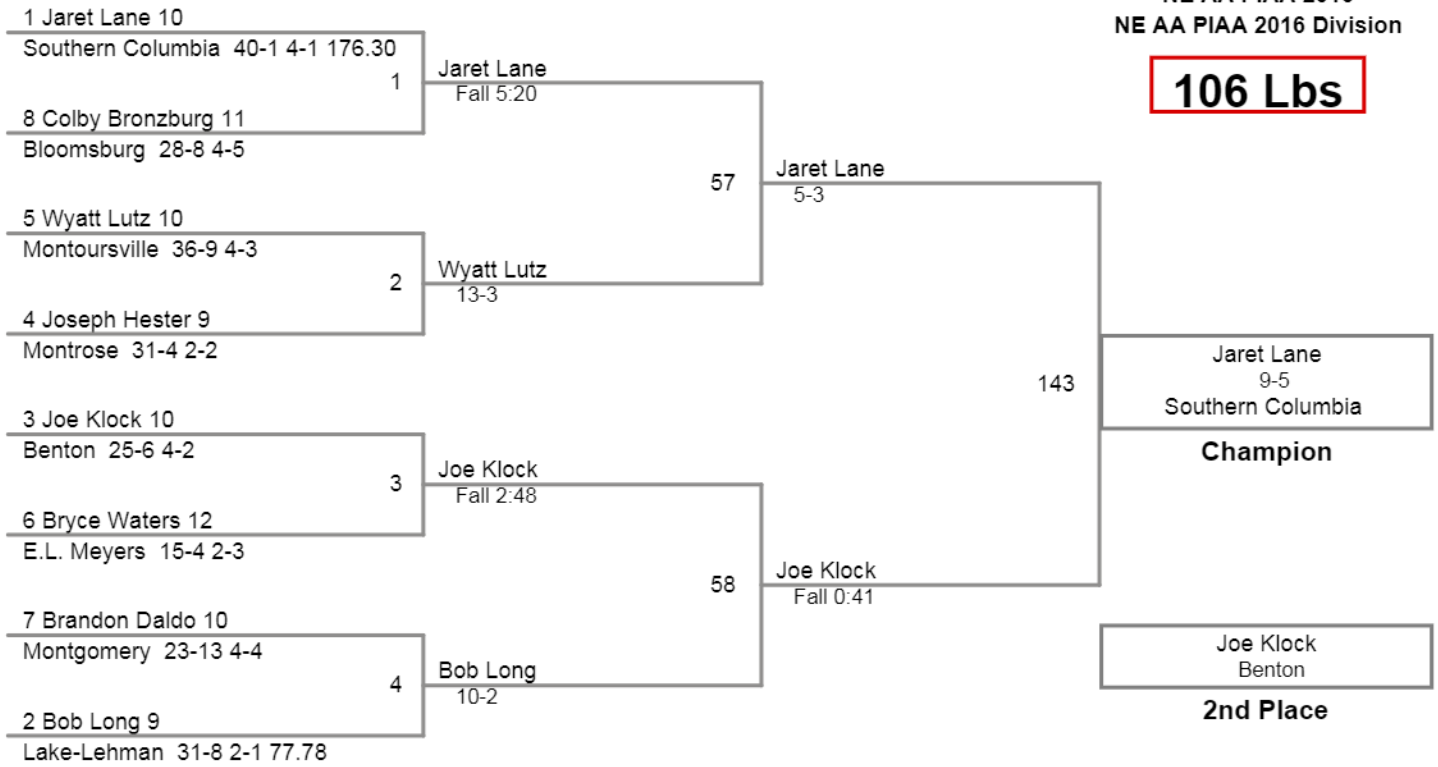 NE AA PIAA 2016 Division
106 Lbs
1 Jaret Lane 10
Southern Columbia 40-1 4-1 176.30
1
Jaret Lane
Fall 5:20
8 Colby Bronzburg 11
Bloomsburg 28-8 4-5
57
Jaret Lane
5-3
5 Wyatt Lutz 10
Montoursville 36-9 4-3
2
Wyatt Lutz
13-3
4 Joseph Hester 9
Montrose 31-4 2-2
143
Jaret Lane
9-5
Southern Columbia
Champion
3 Joe Klock 10
Benton 25-6 4-2
3
Joe Klock
Fall 2:48
6 Bryce Waters 12
E.L. Meyers 15-4 2-3
58
Joe Klock
Fall 0:41
7 Brandon Daldo 10
Montgomery 23-13 4-4
4
Bob Long
10-2
2 Bob Long 9
Lake-Lehman 31-8 2-1 77.78
Joe Klock
Benton
2nd Place